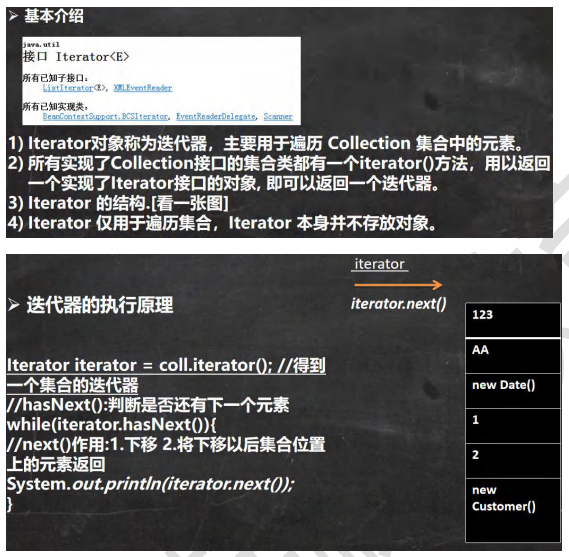 ➢ 基本介绍
java.util
接口 Iterator<E>
所有已知子接口:
ListIterator<E>, XMLEventReader
所有已知实现类:
BeanContextSupport.BCSIterator, EventReaderDelegate, Scanner
1) Iterator对象称为迭代器，主要用于遍历 Collection 集合中的元素。
2) 所有实现了Collection接口的集合类都有一个iterator()方法，用以返回
一个实现了Iterator接口的对象, 即可以返回一个迭代器。
3) Iterator 的结构.[看一张图]
4) Iterator 仅用于遍历集合，Iterator 本身并不存放对象。
iterator
➢ 迭代器的执行原理
iterator.next()
Iterator iterator = coll.iterator(); //得到
一个集合的迭代器
//hasNext():判断是否还有下一个元素
while(iterator.hasNext()){
//next()作用:1.下移 2.将下移以后集合位置
上的元素返回
System.out.println(iterator.next());
}
123
AA
new Date()
1
2
new
Customer()